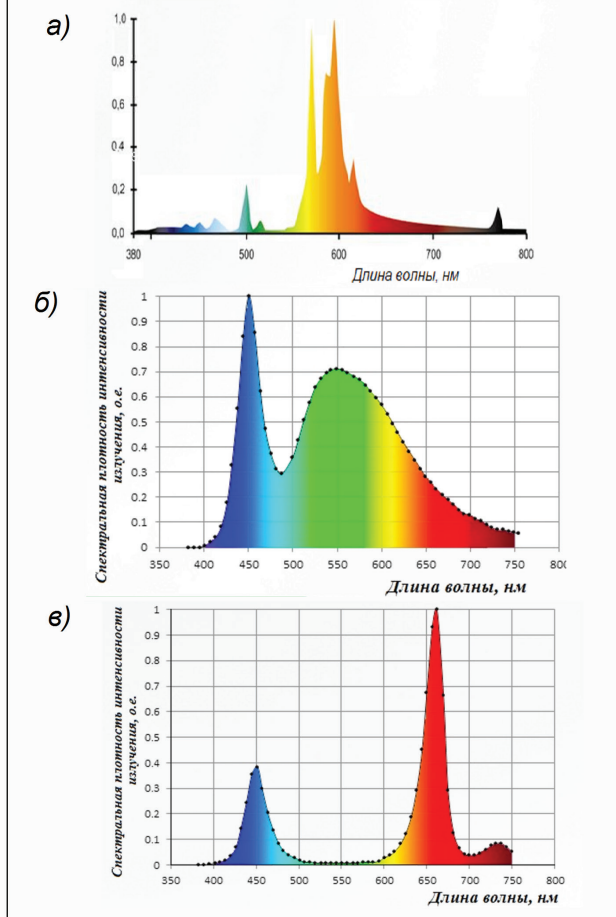 а)
1,0
0,8
0,6
0.4
0,2
0,0
380 500 600 700 800
Длина волны, нм
б)
Спектральная плотность интенсивности
излучения, о.е.
1
0.9
0.8
0.7
0.6
0.5
0.4
0.3
0.2
0.1
0
350 400 450 500 550 600 650 700 750 800
Длина волны, нм
в)
Спектральная плотность интенсивности
излучения, о.е.
1
0.9
0.8
0.7
0.6
0.5
0.4
0.3
0.2
0.1
0
350 400 450 500 550 600 650 700 750 800
Длина волны, нм